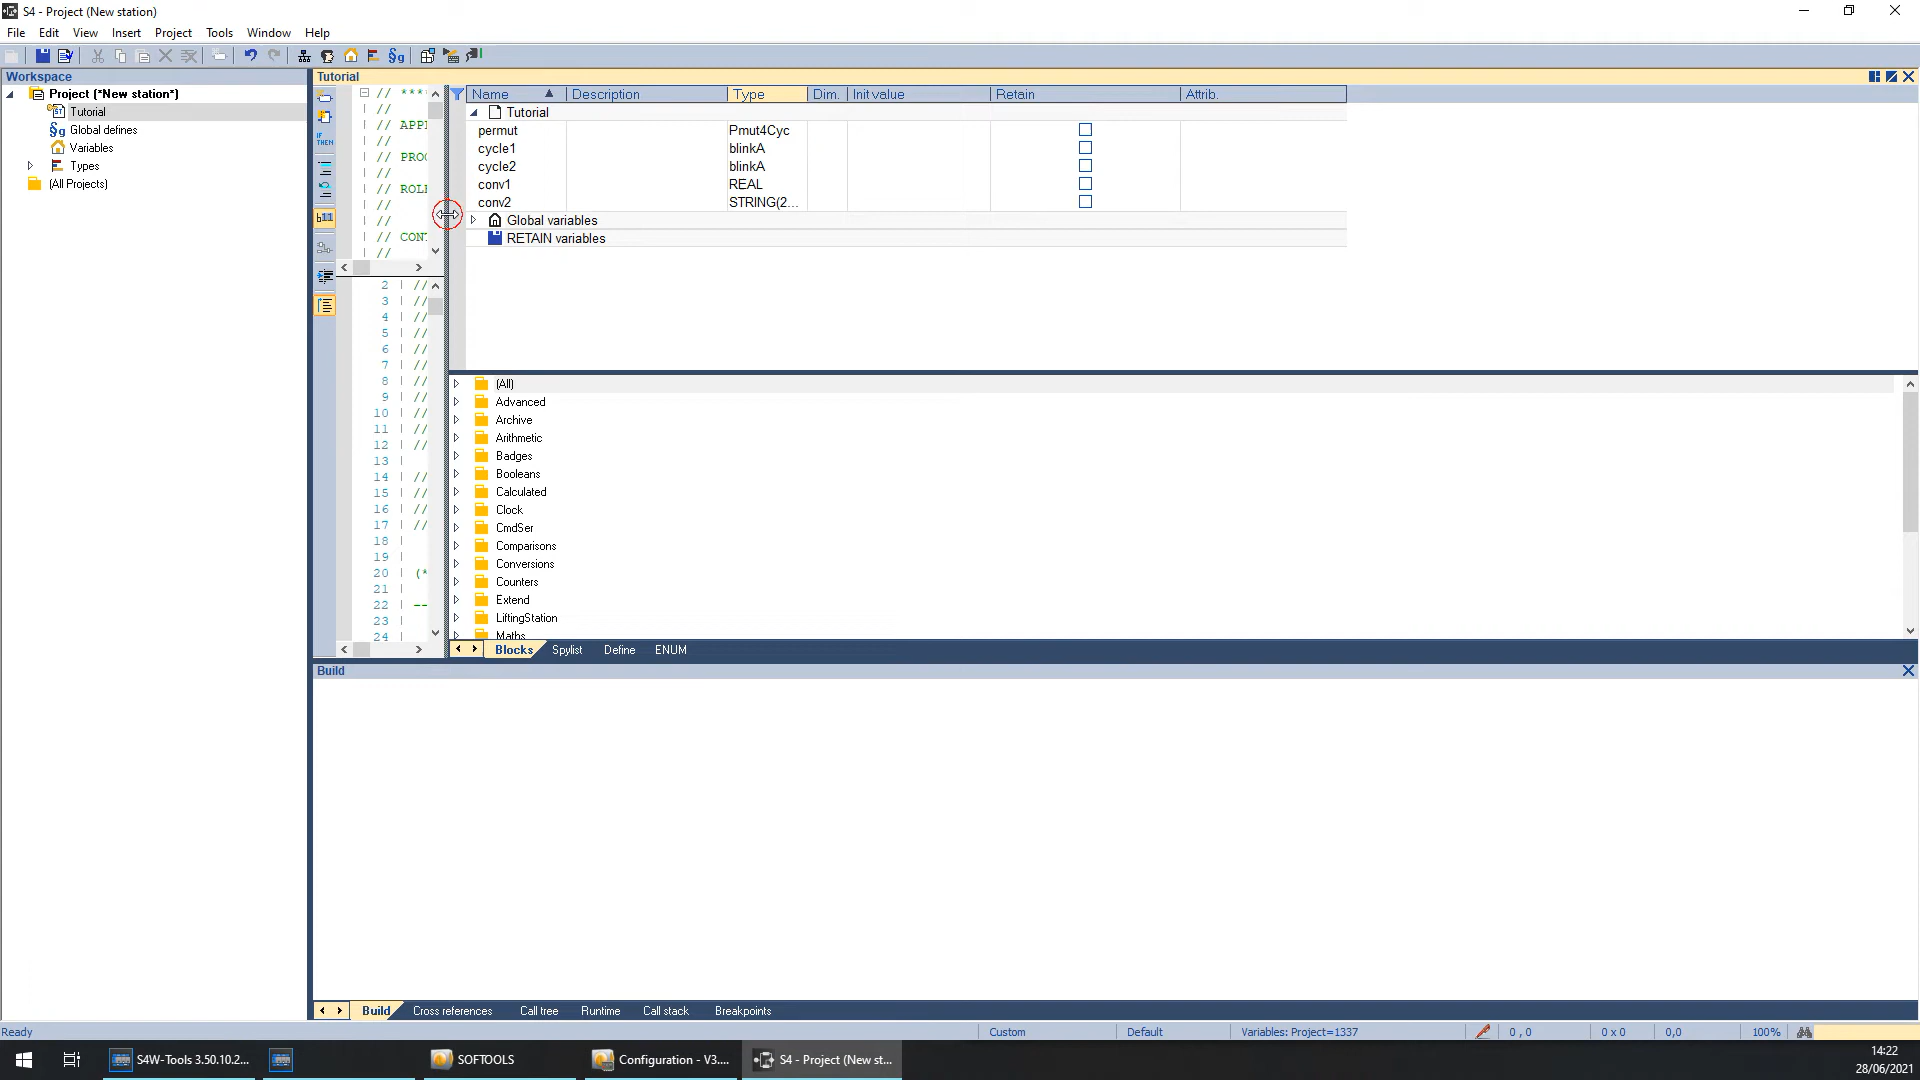 S4 - Project (New station)
File Edit View Insert Project Tools Window Help
§g
Workspace
Project (*New station*)
Tutorial
§g Global defines
Variables
Types
(All Projects)
Tutorial
IF THEN
// ****
//
// APPI
//
//
//
// ROLE
//
//
// CONT
//
2 //
3 //
4 //
5 //
6 //
7 //
8 //
9 //
10 //
11 //
12 //
13
14 //
15 //
16 //
17 //
18
19
20 (*
21
22 --
23
24
Name Description Type Dim. Init value Retain Attrib.
Tutorial
permut Pmut4Cyc
cycle1 blinkA
cycle2 blinkA
conv1 REAL
conv2 STRING(2...
Global variables
RETAIN variables
(All)
Advanced
Archive
Arithmetic
Badges
Booleans
Calculated
Clock
CmdSer
Comparisons
Conversions
Counters
Extend
LiftingStation
Maths
Blocks Spylist Define ENUM
Build
Build Cross references Call tree Runtime Call stack Breakpoints
Ready Custom Default Variables: Project=1337 0 , 0 0 x 0 0,0 100%
S4W-Tools 3.50.10.2... SOFTOOLS Configuration - V3.... S4 - Project (New st...
14:22
28/06/2021